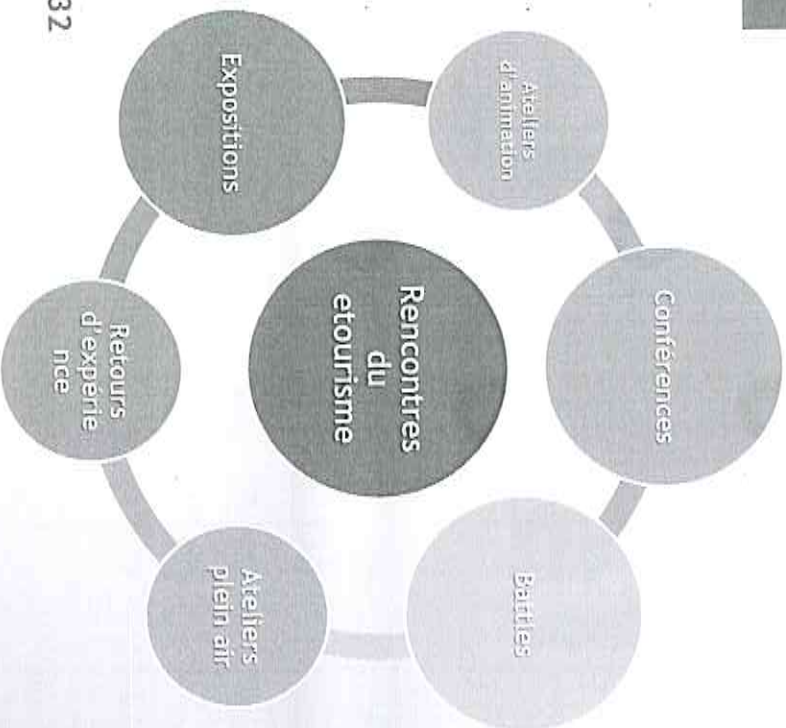 Conférences
Battles
Ateliers
d'animation
Rencontres
du
etourisme
Ateliers
plein air
Expositions
Retours
d'expérie
nce
32